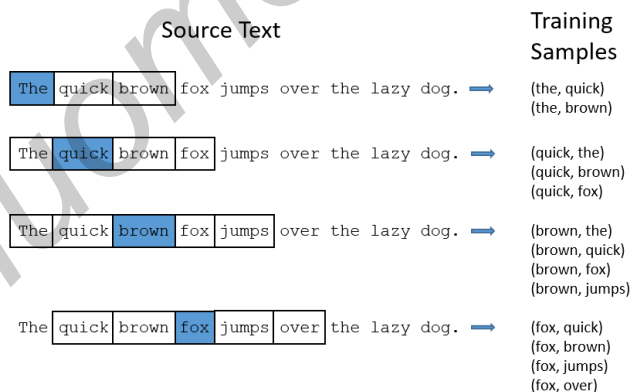 Source Text
Training
Samples
The quick brown fox jumps over the lazy dog.
(the, quick)
(the, brown)
The quick brown fox jumps over the lazy dog.
(quick, the)
(quick, brown)
(quick, fox)
The quick brown fox jumps over the lazy dog.
(brown, the)
(brown, quick)
(brown, fox)
(brown, jumps)
The quick brown fox jumps over the lazy dog.
(fox, quick)
(fox, brown)
(fox, jumps)
(fox, over)